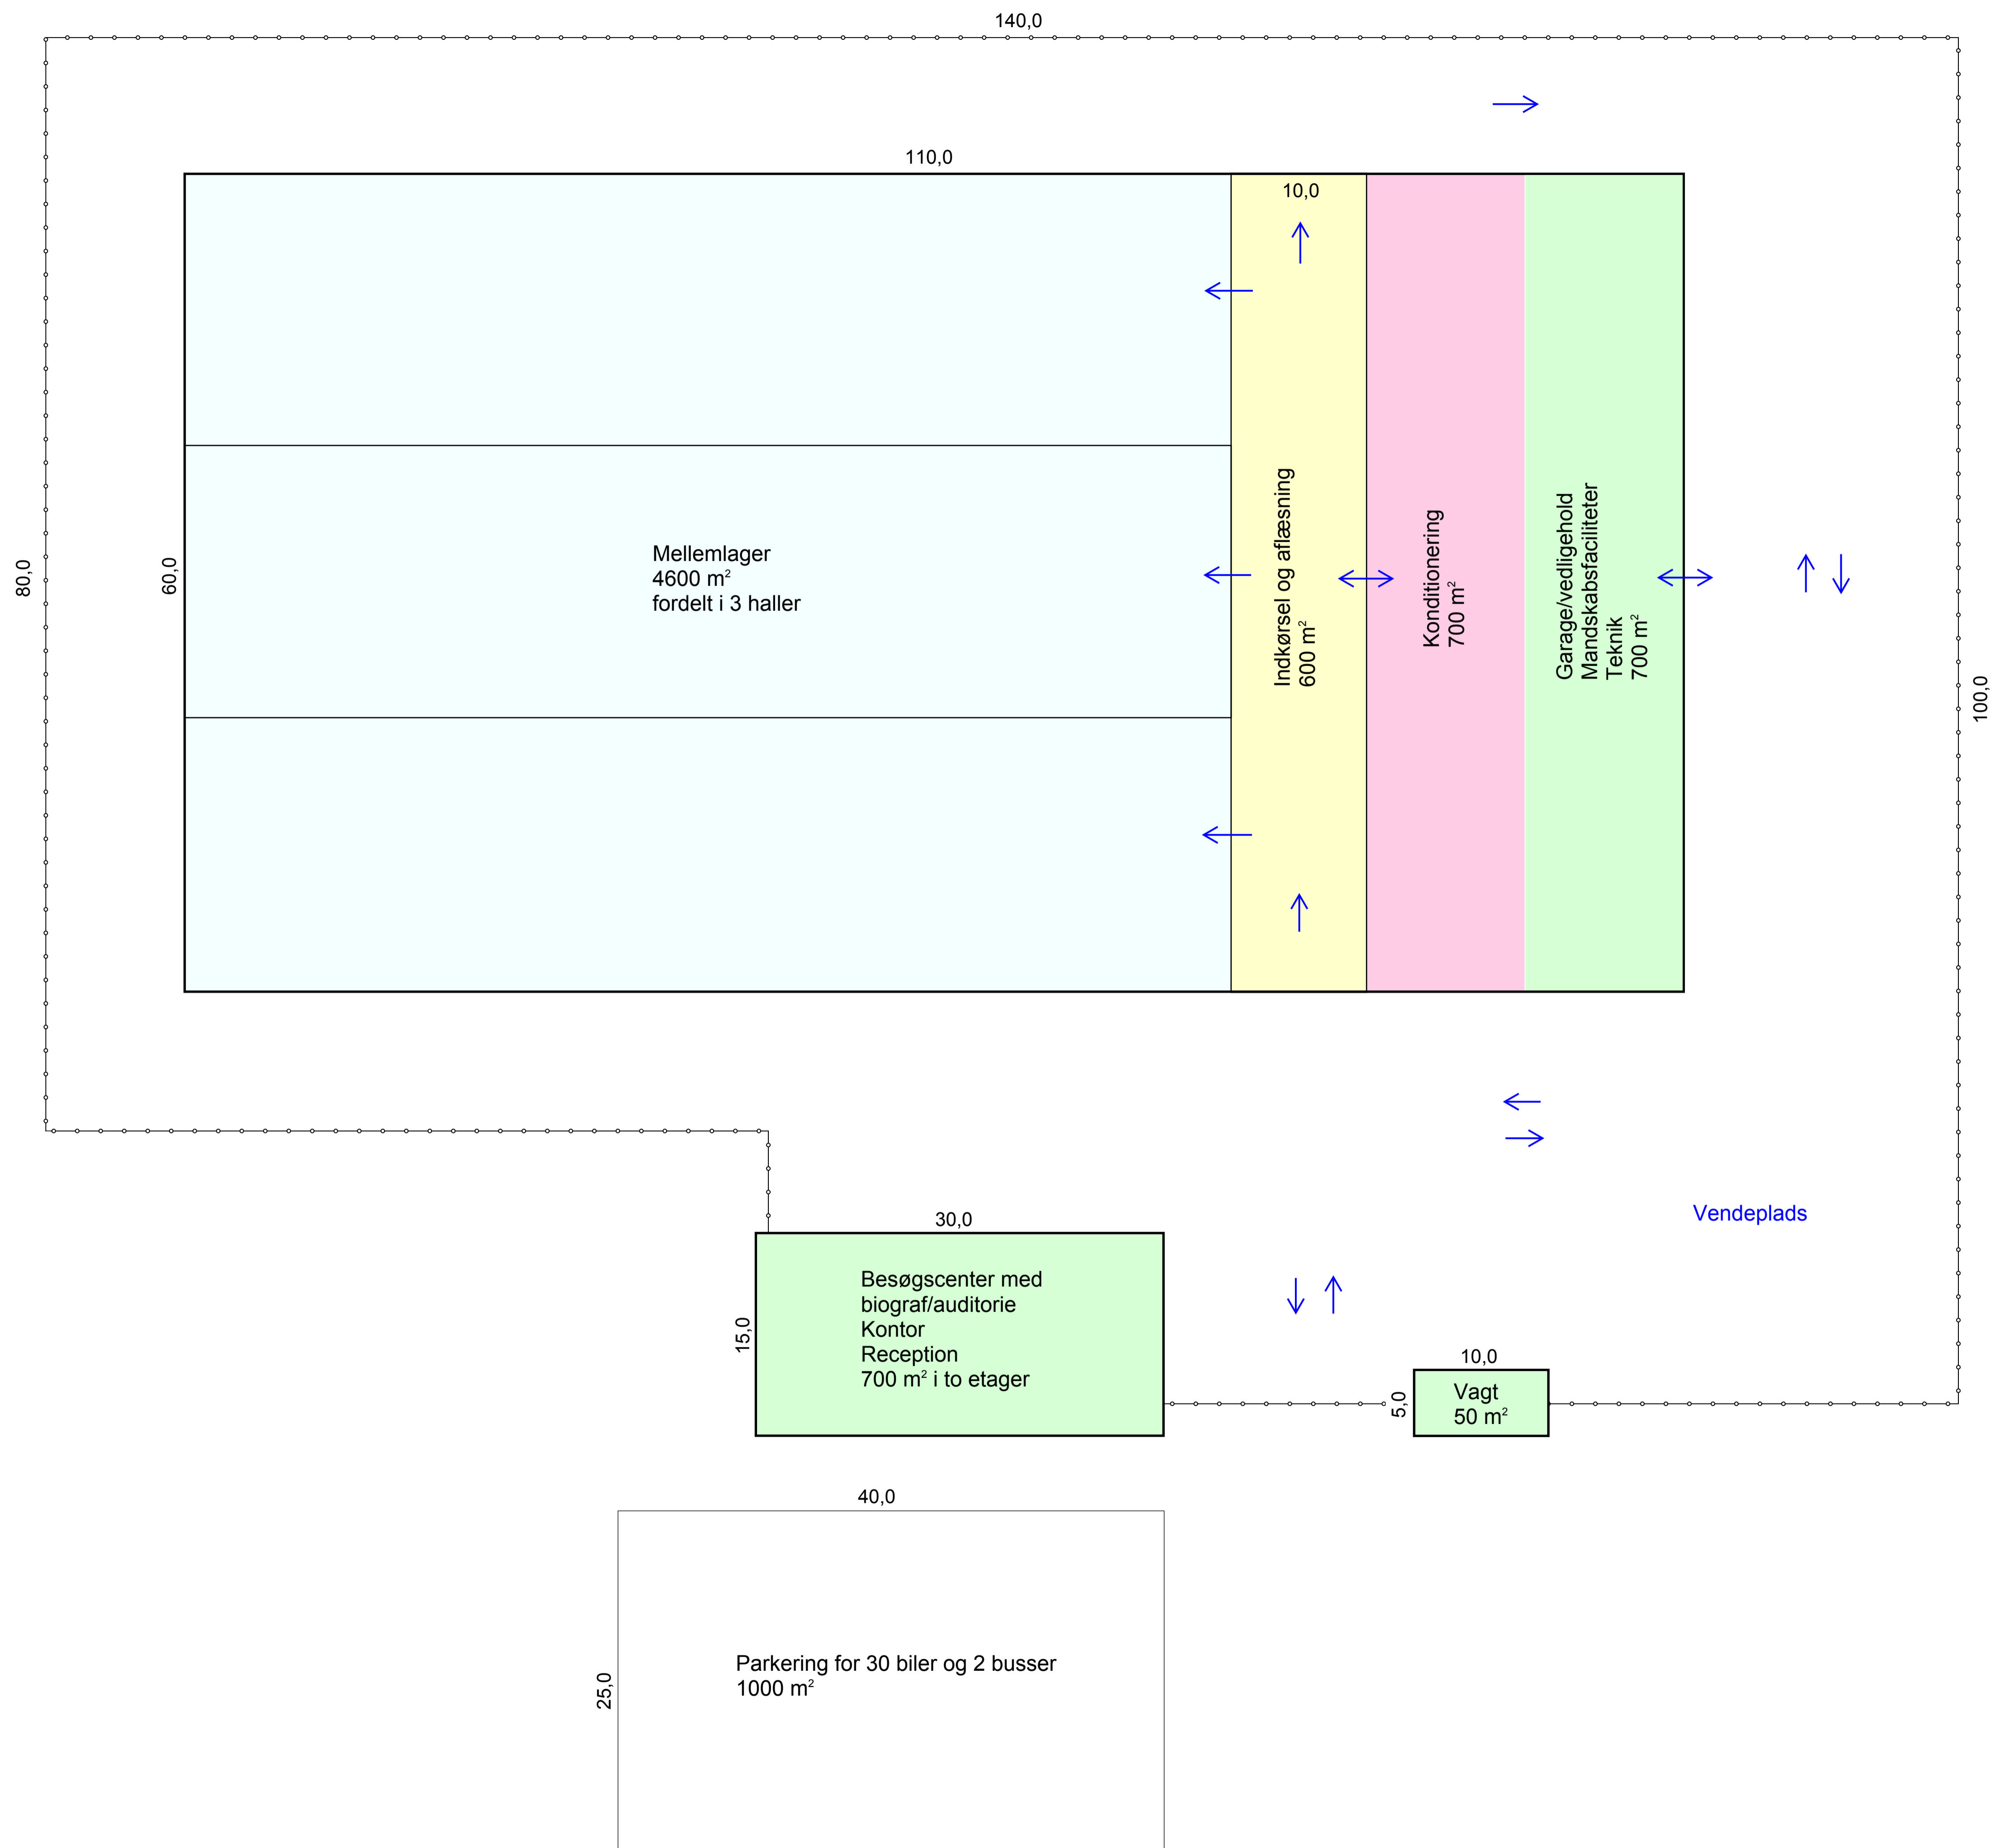 140,0
110,0
10,0
80,0
60,0
Mellemlager
4600 m²
fordelt i 3 haller
Indkørsel og aflæsning
600 m²
Konditionering
700 m²
Garage/vedligehold
Mandskabsfaciliteter
Teknik
700 m²
100,0
Vendeplads
30,0
15,0
Besøgscenter med
biograf/auditorie
Kontor
Reception
700 m² i to etager
10,0
5,0
Vagt
50 m²
40,0
25,0
Parkering for 30 biler og 2 busser
1000 m²